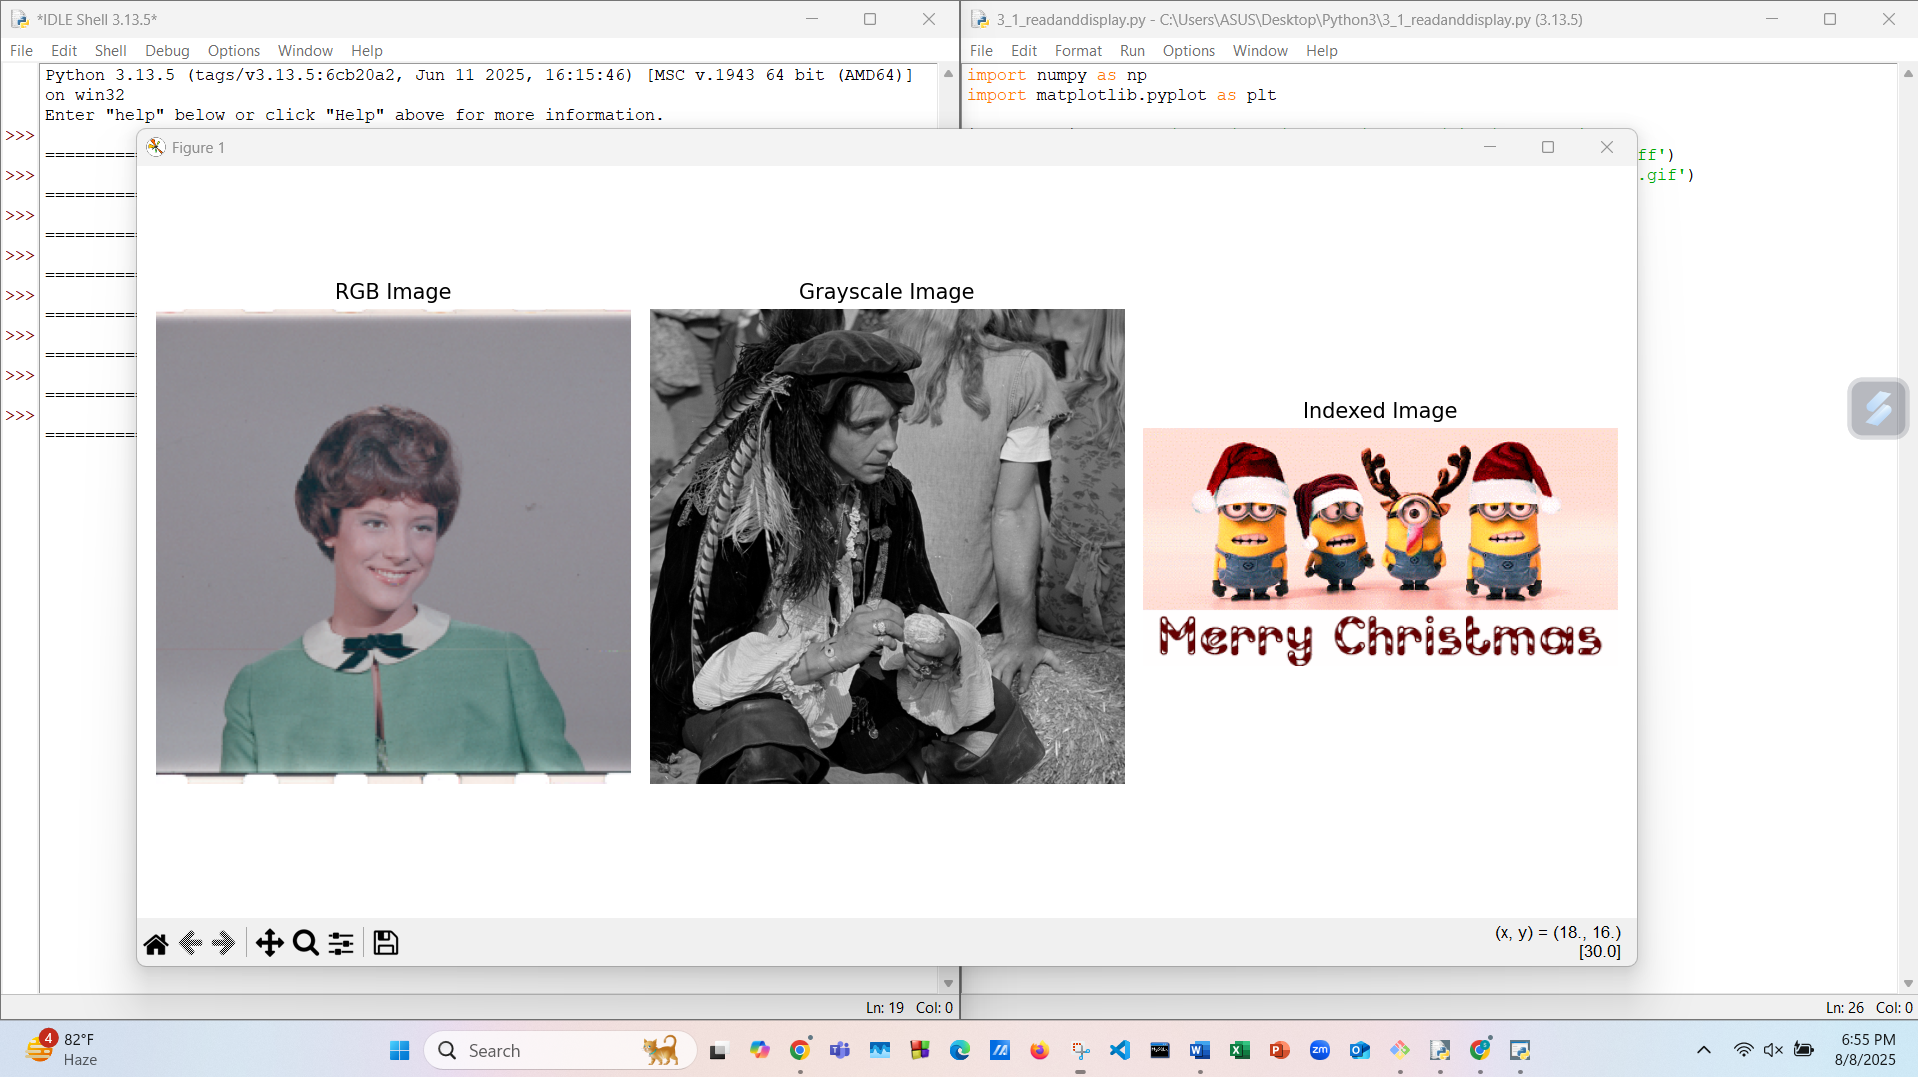 *IDLE Shell 3.13.5*
File Edit Shell Debug Options Window Help
Python 3.13.5 (tags/v3.13.5:6cb20a2, Jun 11 2025, 16:15:46) [MSC v.1943 64 bit (AMD64)]
on win32
Enter "help" below or click "Help" above for more information.
>>>
==========
>>>
==========
>>>
==========
>>>
==========
>>>
==========
>>>
==========
>>>
==========
>>>
==========
Ln: 19 Col: 0
3_1_readanddisplay.py - C:\Users\ASUS\Desktop\Python3\3_1_readanddisplay.py (3.13.5)
File Edit Format Run Options Window Help
import numpy as np
import matplotlib.pyplot as plt
ff')
.gif')
Ln: 26 Col: 0
Figure 1
RGB Image
Grayscale Image
Indexed Image
Merry Christmas
(x, y) = (18., 16.)
[30.0]
4
82°F
Haze
Search
zm
6:55 PM
8/8/2025